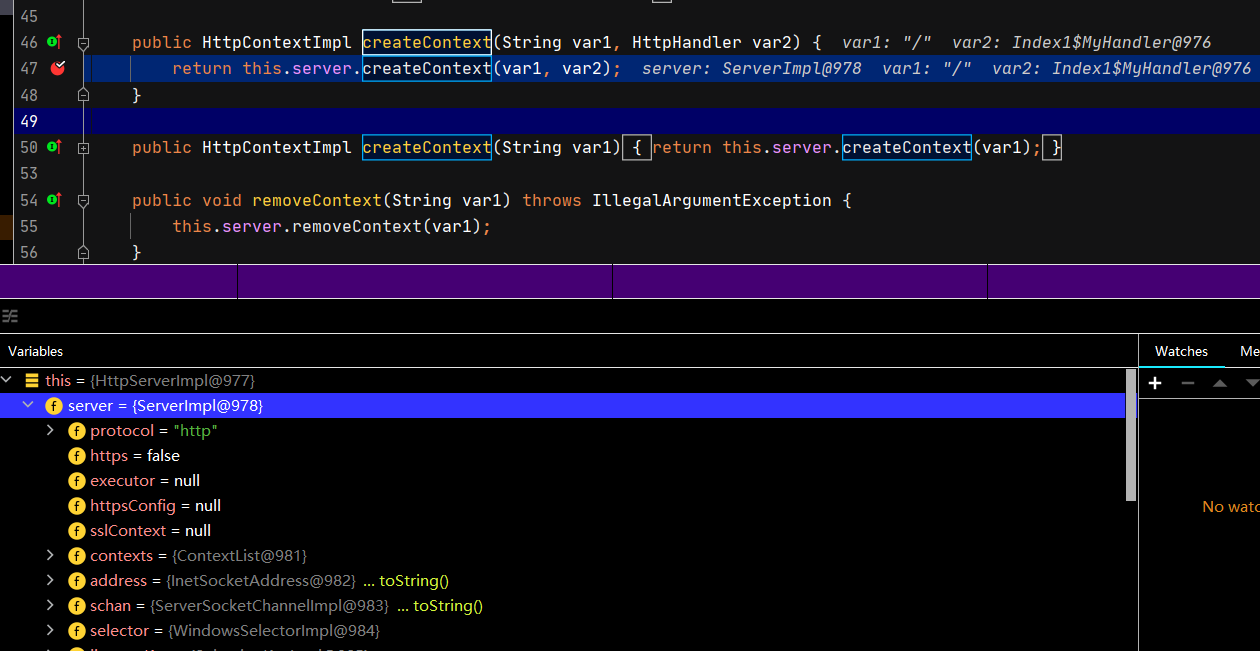 45
46 public HttpContextImpl createContext(String var1, HttpHandler var2) { var1: "/" var2: Index1$MyHandler@976
47 return this.server.createContext(var1, var2); server: ServerImpl@978 var1: "/" var2: Index1$MyHandler@976
48 }
49
50 public HttpContextImpl createContext(String var1) { return this.server.createContext(var1); }
53
54 public void removeContext(String var1) throws IllegalArgumentException {
55 this.server.removeContext(var1);
56 }
Variables
Watches
Me
this = {HttpServerImpl@977}
server = {ServerImpl@978}
protocol = "http"
https = false
executor = null
httpsConfig = null
sslContext = null
contexts = {ContextList@981}
address = {InetSocketAddress@982} ... toString()
schan = {ServerSocketChannelImpl@983} ... toString()
selector = {WindowsSelectorImpl@984}
No watc